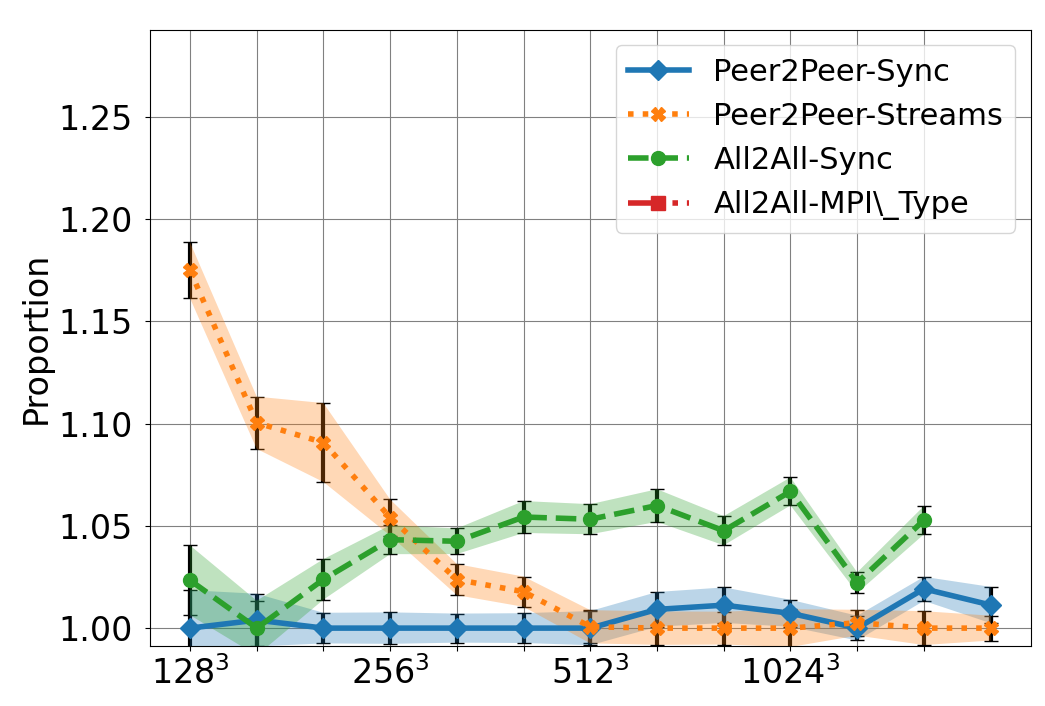 Peer2Peer-Sync
Peer2Peer-Streams
All2All-Sync
All2All-MPI\_Type
Proportion
1.25
1.20
1.15
1.10
1.05
1.00
128³ 256³ 512³ 1024³